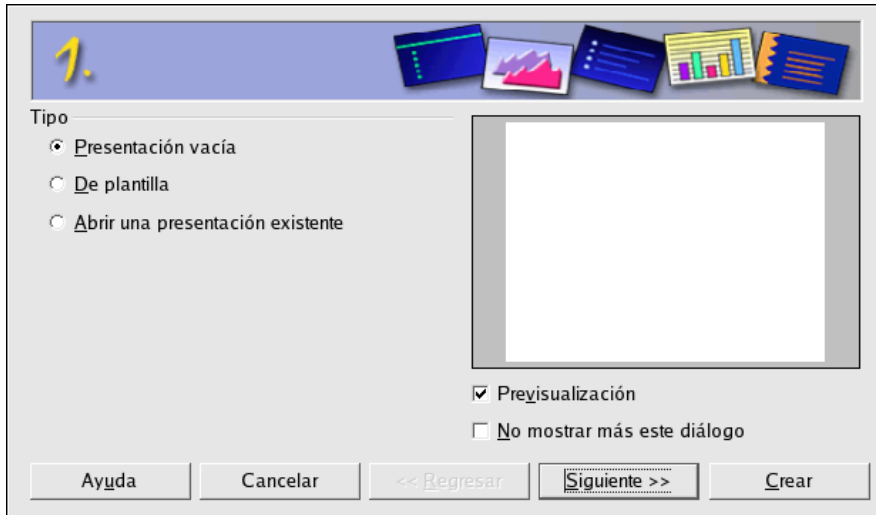 1.
Tipo
Presentación vacía
De plantilla
Abrir una presentación existente
Previsualización
No mostrar más este diálogo
Ayuda Cancelar << Regresar Siguiente >> Crear